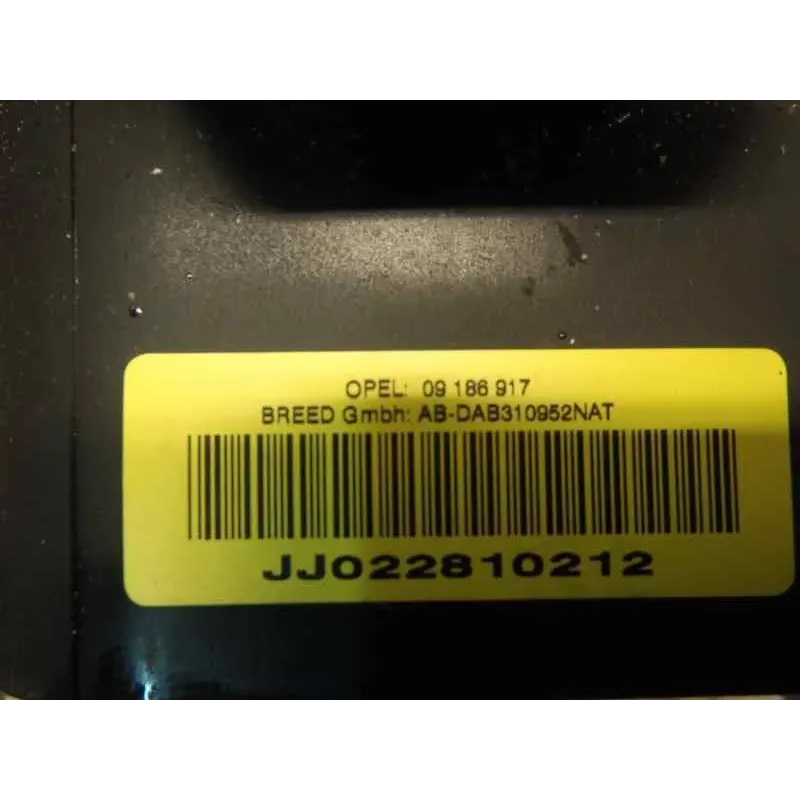 OPEL: 09 186 917
BREED Gmbh: AB-DAB310952NAT
JJ022810212